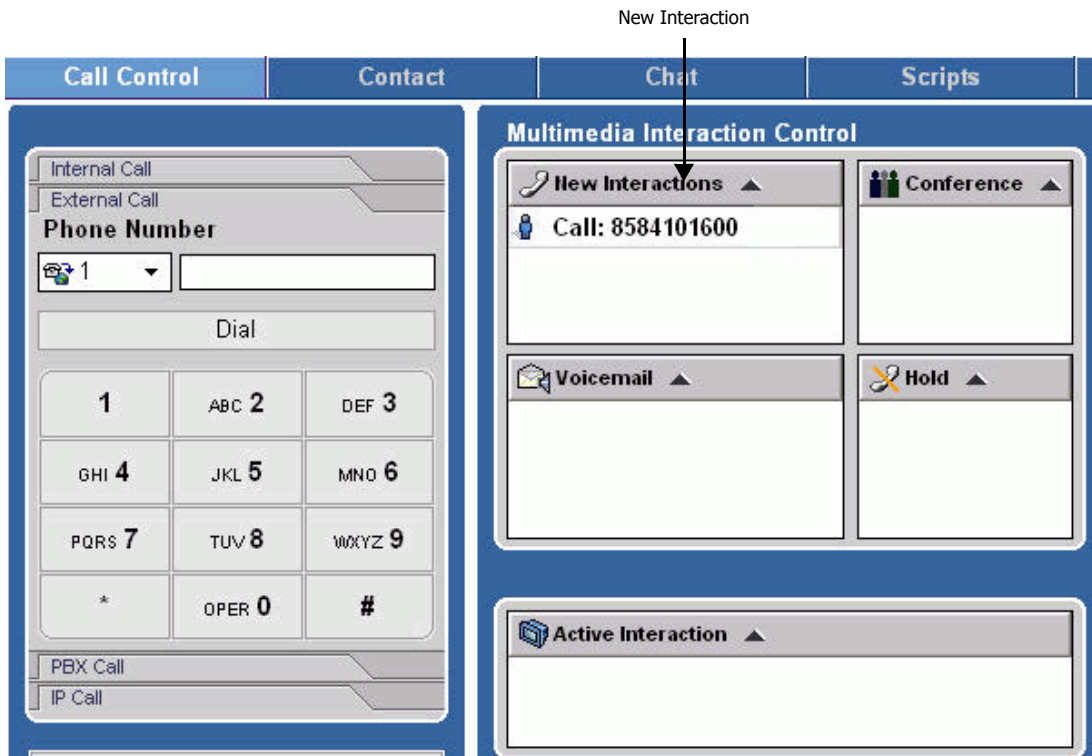 New Interaction
Call Control Contact Chat Scripts
Internal Call
External Call
Phone Number
1
Dial
1 ABC 2 DEF 3
GHI 4 JKL 5 MNO 6
PQRS 7 TUV 8 WXYZ 9
* OPER 0 #
PBX Call
IP Call
Multimedia Interaction Control
New Interactions
Call: 8584101600
Conference
Voicemail
Hold
Active Interaction